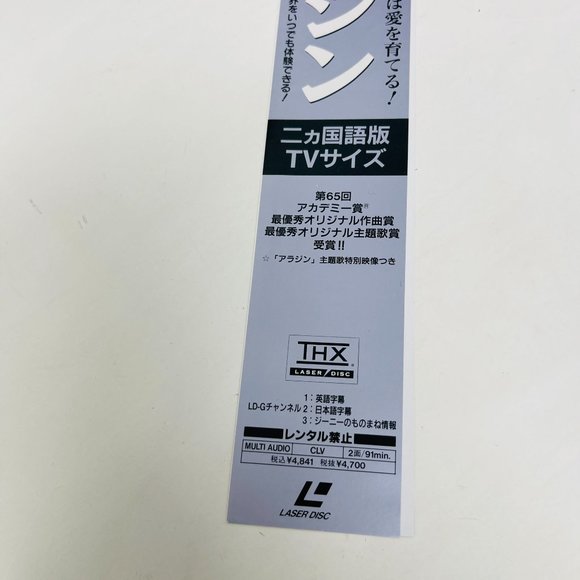 は愛を育てる!
ジン
界をいつでも体験できる!
二ヵ国語版
TVサイズ
第65回
アカデミー賞®
最優秀オリジナル作曲賞
最優秀オリジナル主題歌賞
受賞!!
☆「アラジン」主題歌特別映像つき
THX
LASER DISC
1:英語字幕
LD-Gチャンネル2:日本語字幕
3:ジーニーのものまね情報
レンタル禁止
MULTI AUDIO CLV 2面/91min.
税込¥4,841 税抜¥4,700
LASER DISC